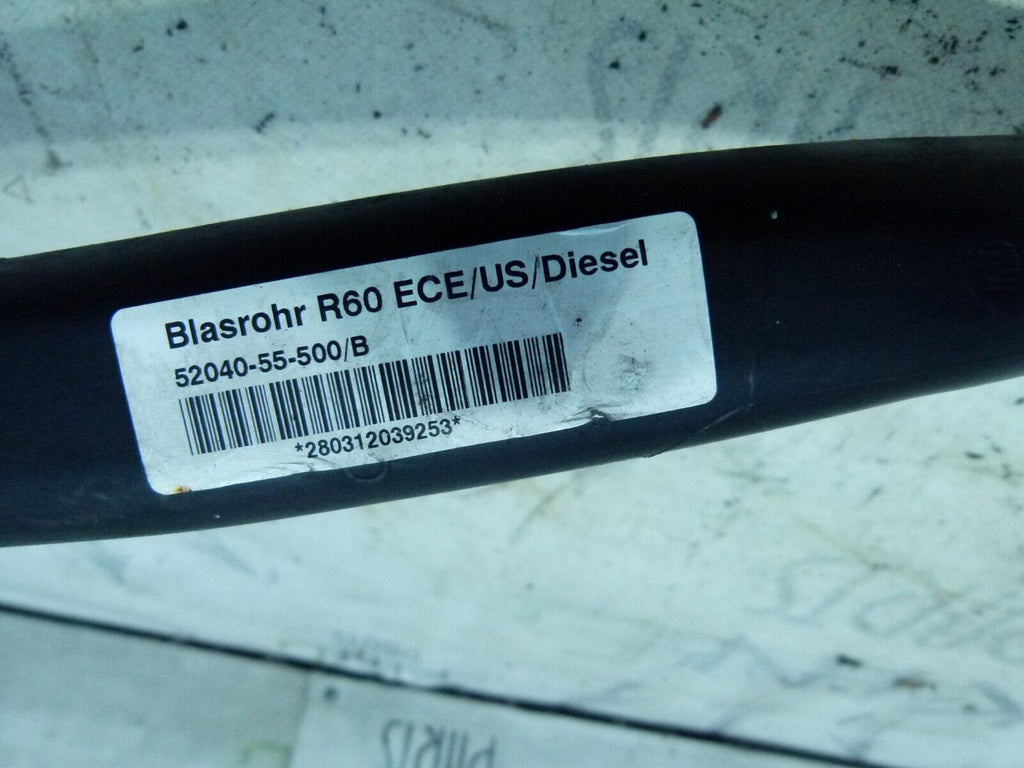 Blasrohr R60 ECE/US/Diesel
52040-55-500/B
*280312039253*